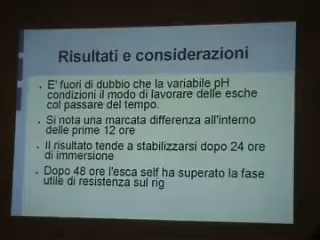 Risultati e considerazioni
E' fuori di dubbio che la variabile pH
condizioni il modo di lavorare delle esche
col passare del tempo.
Si nota una marcata differenza all'interno
delle prime 12 ore
Il risultato tende a stabilizzarsi dopo 24 ore
di immersione
Dopo 48 ore l'esca self ha superato la fase
utile di resistenza sul rig